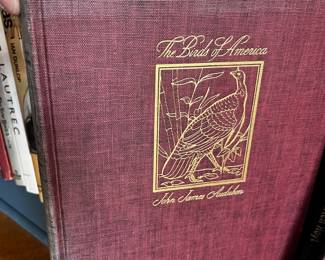 The Birds of America
John James Audubon
LAUTREC